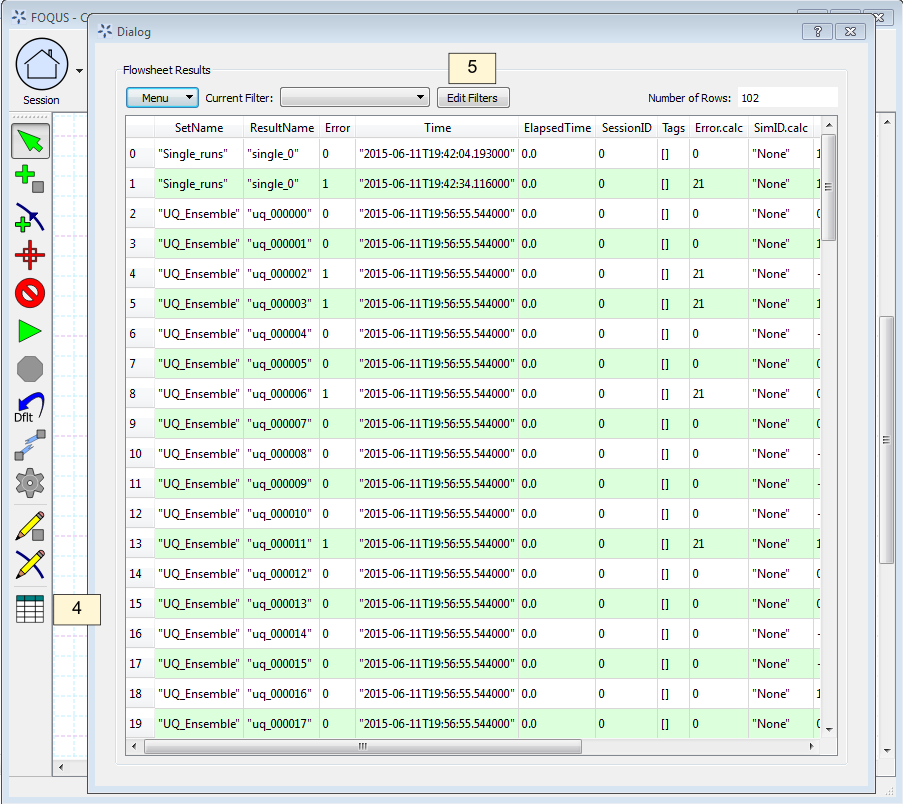 FOQUS - C
Dialog
Session
Flowsheet Results
5
Menu Current Filter: Edit Filters Number of Rows: 102
SetName ResultName Error Time ElapsedTime SessionID Tags Error.calc SimID.calc
0 "Single_runs" "single_0" 0 "2015-06-11T19:42:04.193000" 0.0 0 [] 0 "None" 1
1 "Single_runs" "single_0" 1 "2015-06-11T19:42:34.116000" 0.0 0 [] 21 "None" 1
2 "UQ_Ensemble" "uq_000000" 0 "2015-06-11T19:56:55.544000" 0.0 0 [] 0 "None" 0
3 "UQ_Ensemble" "uq_000001" 0 "2015-06-11T19:56:55.544000" 0.0 0 [] 0 "None" 1
4 "UQ_Ensemble" "uq_000002" 1 "2015-06-11T19:56:55.544000" 0.0 0 [] 21 "None" -
5 "UQ_Ensemble" "uq_000003" 1 "2015-06-11T19:56:55.544000" 0.0 0 [] 21 "None" 1
6 "UQ_Ensemble" "uq_000004" 0 "2015-06-11T19:56:55.544000" 0.0 0 [] 0 "None" -
7 "UQ_Ensemble" "uq_000005" 0 "2015-06-11T19:56:55.544000" 0.0 0 [] 0 "None" 0
8 "UQ_Ensemble" "uq_000006" 1 "2015-06-11T19:56:55.544000" 0.0 0 [] 21 "None" 0
9 "UQ_Ensemble" "uq_000007" 0 "2015-06-11T19:56:55.544000" 0.0 0 [] 0 "None" 0
10 "UQ_Ensemble" "uq_000008" 0 "2015-06-11T19:56:55.544000" 0.0 0 [] 0 "None" -
11 "UQ_Ensemble" "uq_000009" 0 "2015-06-11T19:56:55.544000" 0.0 0 [] 0 "None" -
12 "UQ_Ensemble" "uq_000010" 0 "2015-06-11T19:56:55.544000" 0.0 0 [] 0 "None" -
13 "UQ_Ensemble" "uq_000011" 1 "2015-06-11T19:56:55.544000" 0.0 0 [] 21 "None" 1
14 "UQ_Ensemble" "uq_000012" 0 "2015-06-11T19:56:55.544000" 0.0 0 [] 0 "None" 0
15 "UQ_Ensemble" "uq_000013" 0 "2015-06-11T19:56:55.544000" 0.0 0 [] 0 "None" 0
16 "UQ_Ensemble" "uq_000014" 0 "2015-06-11T19:56:55.544000" 0.0 0 [] 0 "None" -
17 "UQ_Ensemble" "uq_000015" 0 "2015-06-11T19:56:55.544000" 0.0 0 [] 0 "None" -
18 "UQ_Ensemble" "uq_000016" 0 "2015-06-11T19:56:55.544000" 0.0 0 [] 0 "None" 1
19 "UQ_Ensemble" "uq_000017" 0 "2015-06-11T19:56:55.544000" 0.0 0 [] 0 "None" 0
Dflt
4